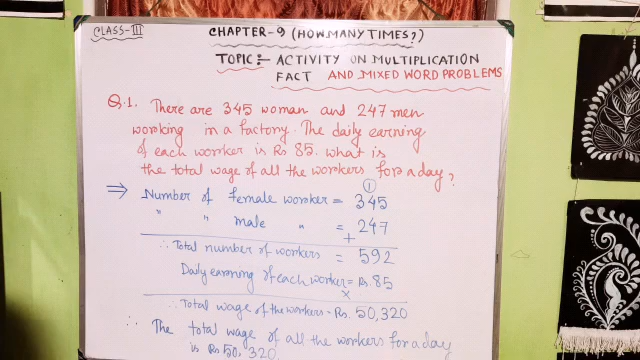 CLASS-III
CHAPTER-9 (HOW MANY TIMES?)
TOPIC:- ACTIVITY ON MULTIPLICATION
FACT AND MIXED WORD PROBLEMS
Q.1. There are 345 woman and 247 men
working in a factory. The daily earning
of each worker is Rs 85. What is
the total wage of all the workers for a day?
⇒ Number of female worker = 345
1
" " male " = 247
+
∴ Total number of workers = 592
Daily earning of each worker = Rs. 85
×
∴ Total wage of the workers = Rs. 50,320
∴ The total wage of all the workers for a day
is Rs 50,320.